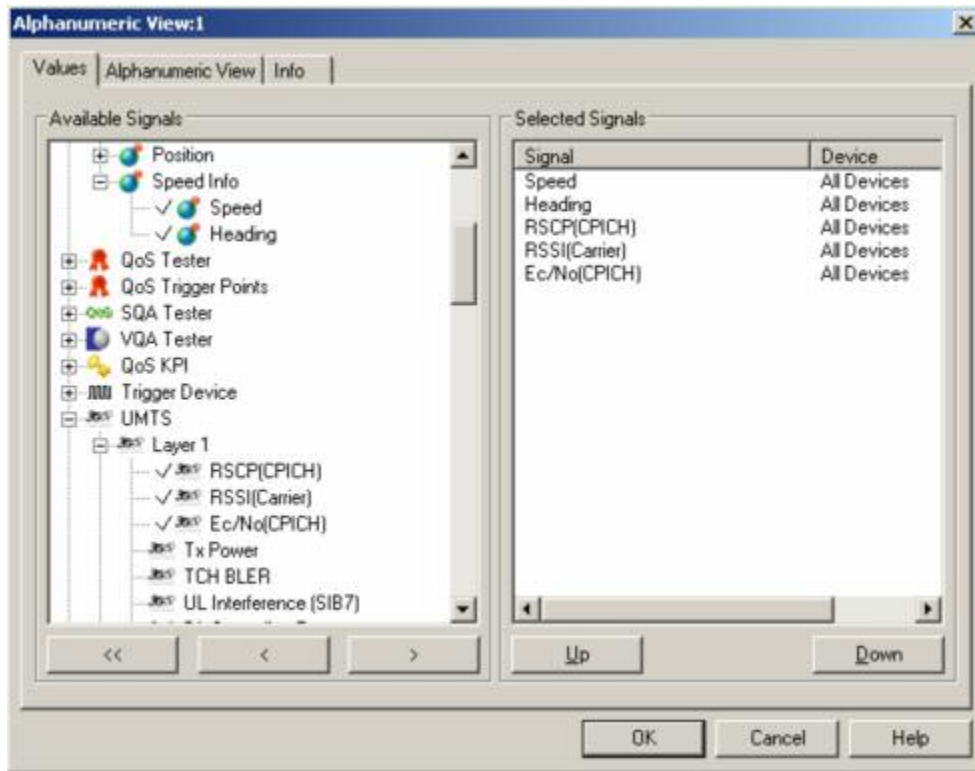 Alphanumeric View:1
Values Alphanumeric View Info
Available Signals
Position
Speed Info
Speed
Heading
QoS Tester
QoS Trigger Points
SQA Tester
VQA Tester
QoS KPI
Trigger Device
UMTS
Layer 1
RSCP(CPICH)
RSSI(Carrier)
Ec/No(CPICH)
Tx Power
TCH BLER
UL Interference (SIB7)
<< < >
Selected Signals
Signal Device
Speed All Devices
Heading All Devices
RSCP(CPICH) All Devices
RSSI(Carrier) All Devices
Ec/No(CPICH) All Devices
Up Down
OK Cancel Help